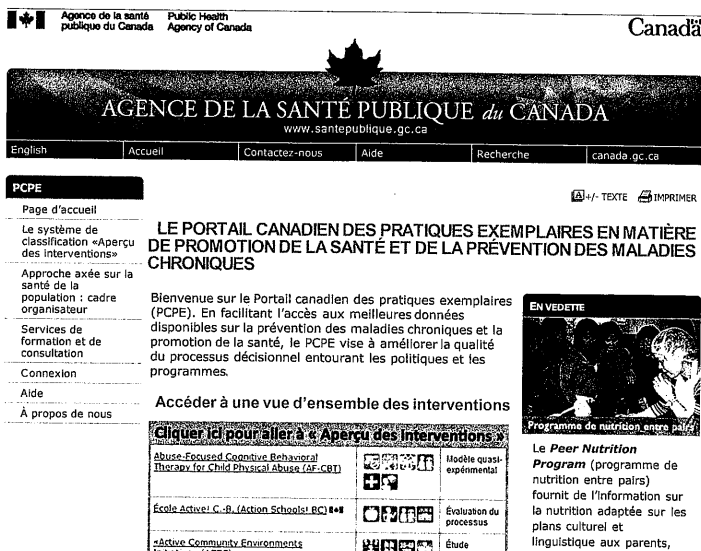 Agence de la santé
publique du Canada
Public Health
Agency of Canada
Canada
AGENCE DE LA SANTÉ PUBLIQUE du CANADA
www.santepublique.gc.ca
English
Accueil
Contactez-nous
Aide
Recherche
canada.gc.ca
PCPE
Page d'accueil
Le système de
classification «Aperçu
des interventions»
Approche axée sur la
santé de la
population : cadre
organisateur
Services de
formation et de
consultation
Connexion
Aide
À propos de nous
A +/- TEXTE IMPRIMER
LE PORTAIL CANADIEN DES PRATIQUES EXEMPLAIRES EN MATIÈRE
DE PROMOTION DE LA SANTÉ ET DE LA PRÉVENTION DES MALADIES
CHRONIQUES
Bienvenue sur le Portail canadien des pratiques exemplaires
(PCPE). En facilitant l'accès aux meilleures données
disponibles sur la prévention des maladies chroniques et la
promotion de la santé, le PCPE vise à améliorer la qualité
du processus décisionnel entourant les politiques et les
programmes.
Accéder à une vue d'ensemble des interventions
Cliquer ici pour aller à « Aperçu des interventions »
Abuse-Focused Cognitive Behavioral
Therapy for Child Physical Abuse (AF-CBT)
Modèle quasi-
expérimental
École Active! C.-B. (Action Schools! BC)
Évaluation du
processus
«Active Community Environments
Étude
EN VEDETTE
Programme de nutrition entre pairs
Le Peer Nutrition
Program (programme de
nutrition entre pairs)
fournit de l'information sur
la nutrition adaptée sur les
plans culturel et
linguistique aux parents,